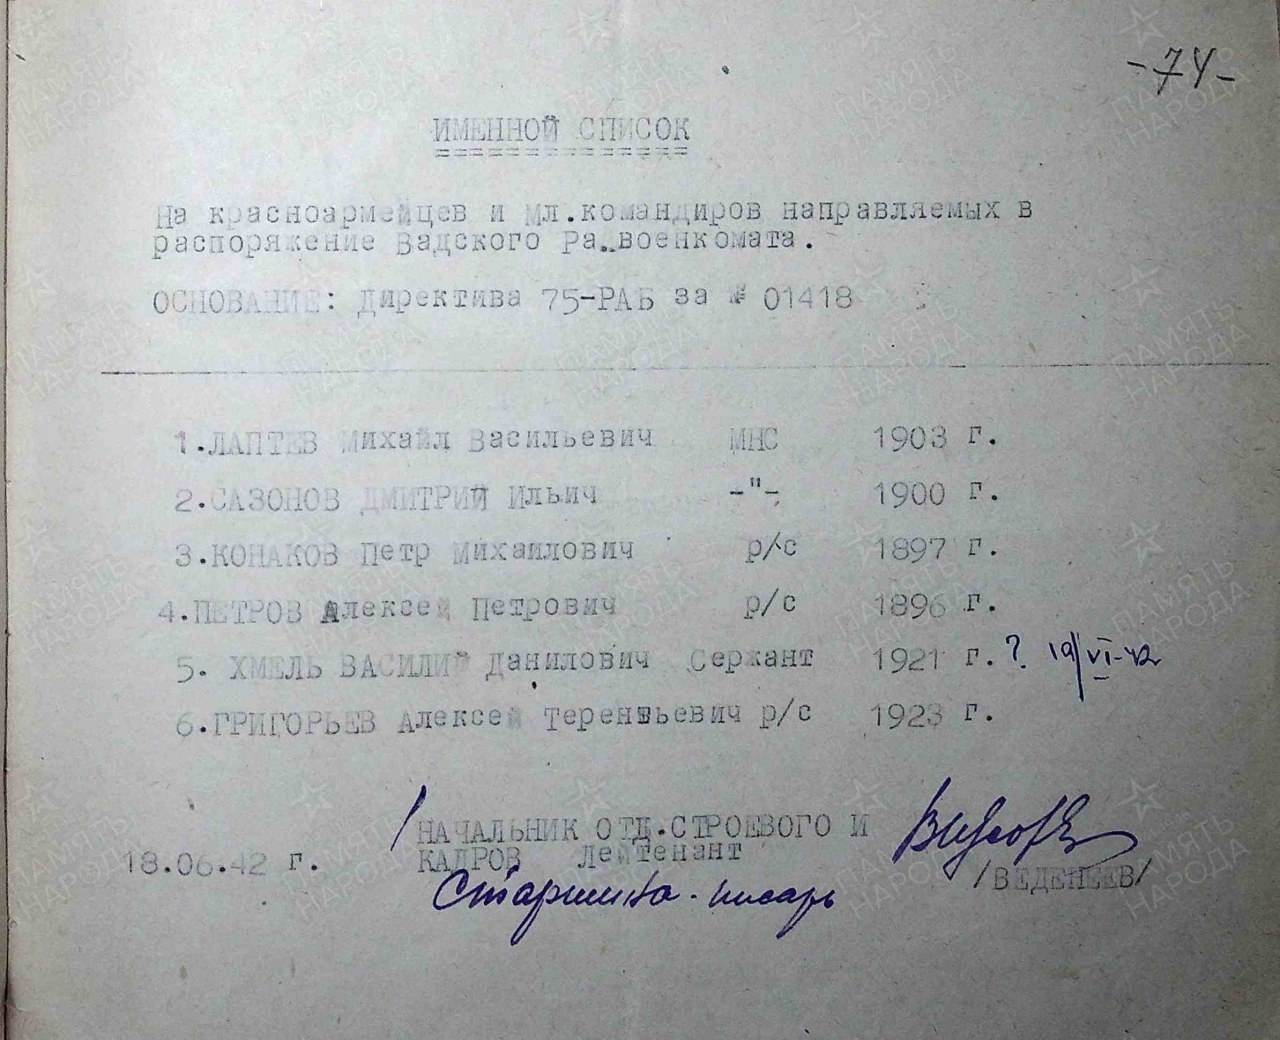 -74-
ИМЕННОЙ СПИСОК
==============
На красноармейцев и мл.командиров направляемых в
распоряжение Вадского Ра..военкомата.
ОСНОВАНИЕ: Директива 75-РАБ за № 01418
1.ЛАПТЕВ Михайл Васильевич МНС 1903 г.
2.САЗОНОВ ДМИТРИЙ Ильич -"- 1900 г.
3.КОНАКОВ Петр Михаилович р/с 1897 г.
4.ПЕТРОВ Алексей Петрович р/с 1896 г.
5. ХМЕЛЬ ВАСИЛИЙ Данилович Сержант 1921 г. ? 19/VI-42
6.ГРИГОРЬЕВ Алексей Терентьевич р/с 1923 г.
НАЧАЛЬНИК ОТД.СТРОЕВОГО И
18.06.42 г. КАДРОВ Лейтенант /ВЕДЕНЕЕВ/
Старшина-писарь